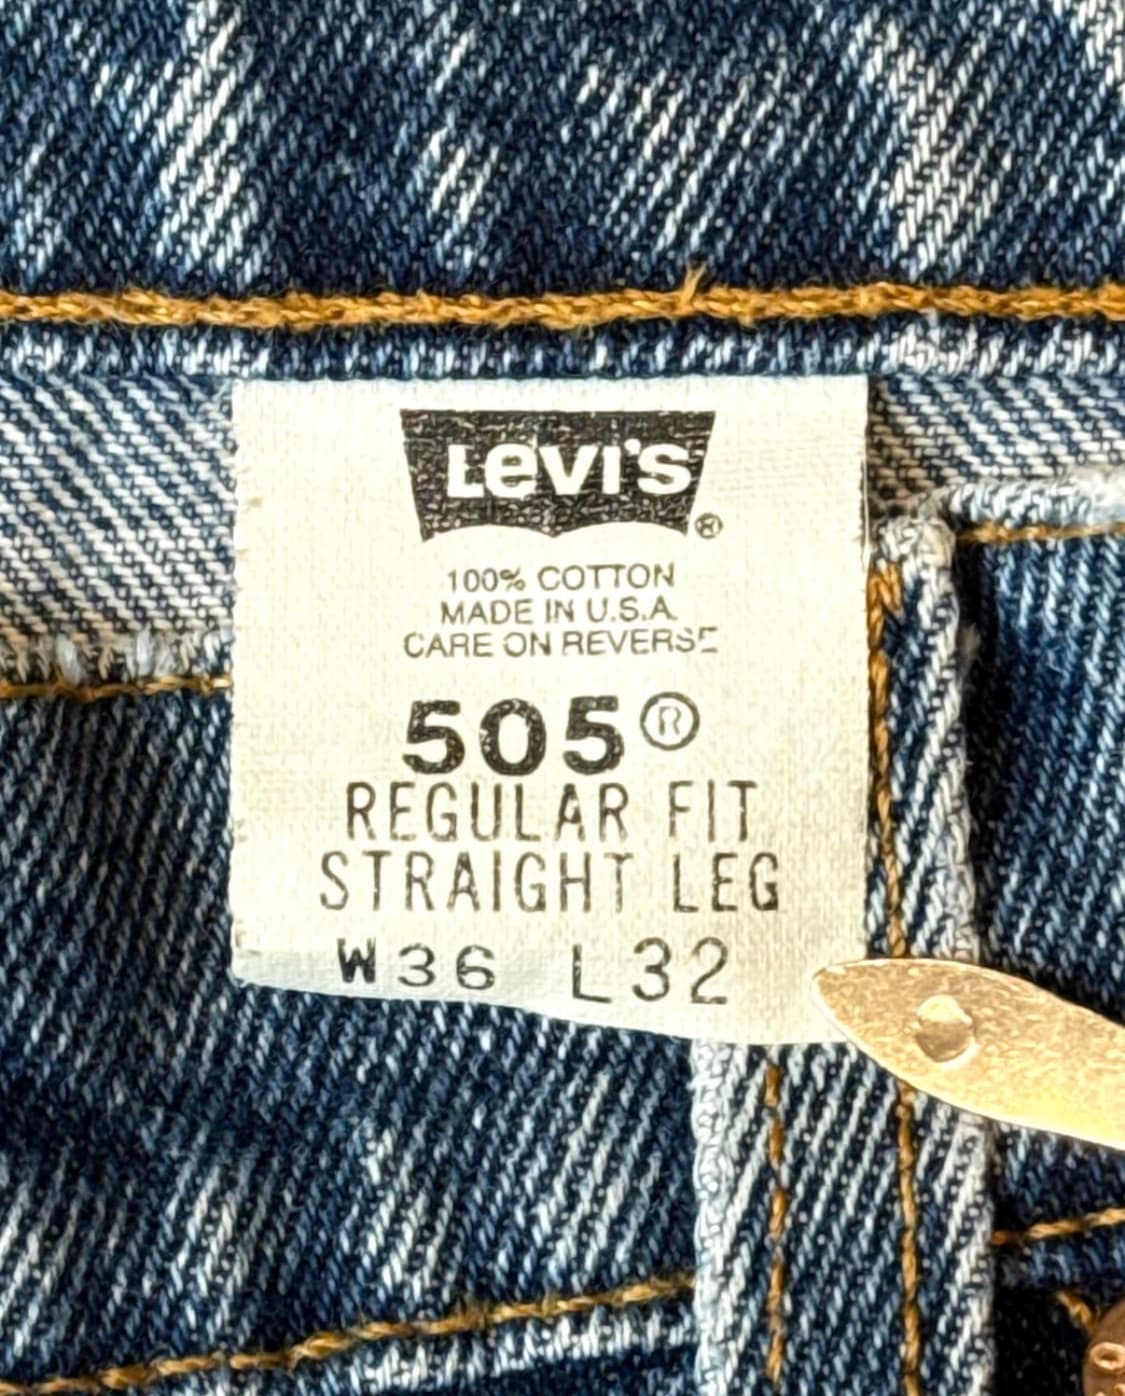 Levi's ®
100% COTTON
MADE IN U.S.A.
CARE ON REVERSE
505®
REGULAR FIT
STRAIGHT LEG
W36 L32